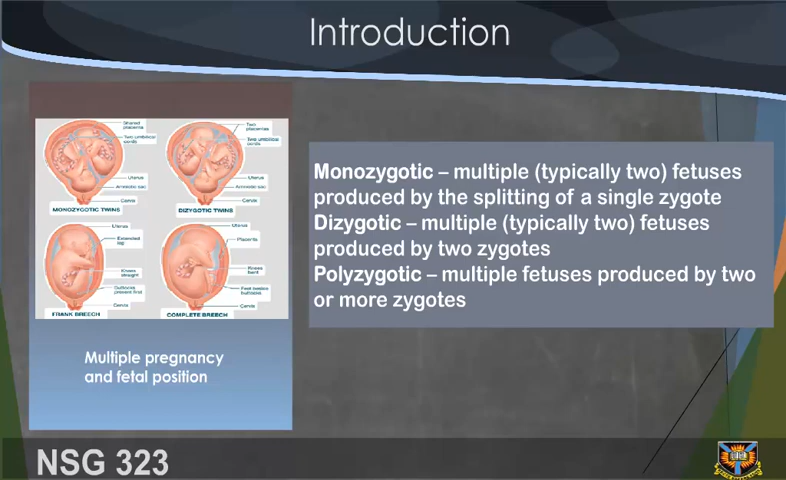 Introduction
Shared
placenta
Two umbilical
cords
Uterus
Amniotic sac
Cervix
MONOZYGOTIC TWINS
Two
placentas
Two umbilical
cords
Uterus
Amniotic sac
Cervix
DIZYGOTIC TWINS
Uterus
Extended
leg
Knees
straight
Buttocks
present first
Cervix
FRANK BREECH
Uterus
Placenta
Knees
bent
Feet beside
buttocks
Cervix
COMPLETE BREECH
Multiple pregnancy
and fetal position
Monozygotic – multiple (typically two) fetuses
produced by the splitting of a single zygote
Dizygotic – multiple (typically two) fetuses
produced by two zygotes
Polyzygotic – multiple fetuses produced by two
or more zygotes
NSG 323